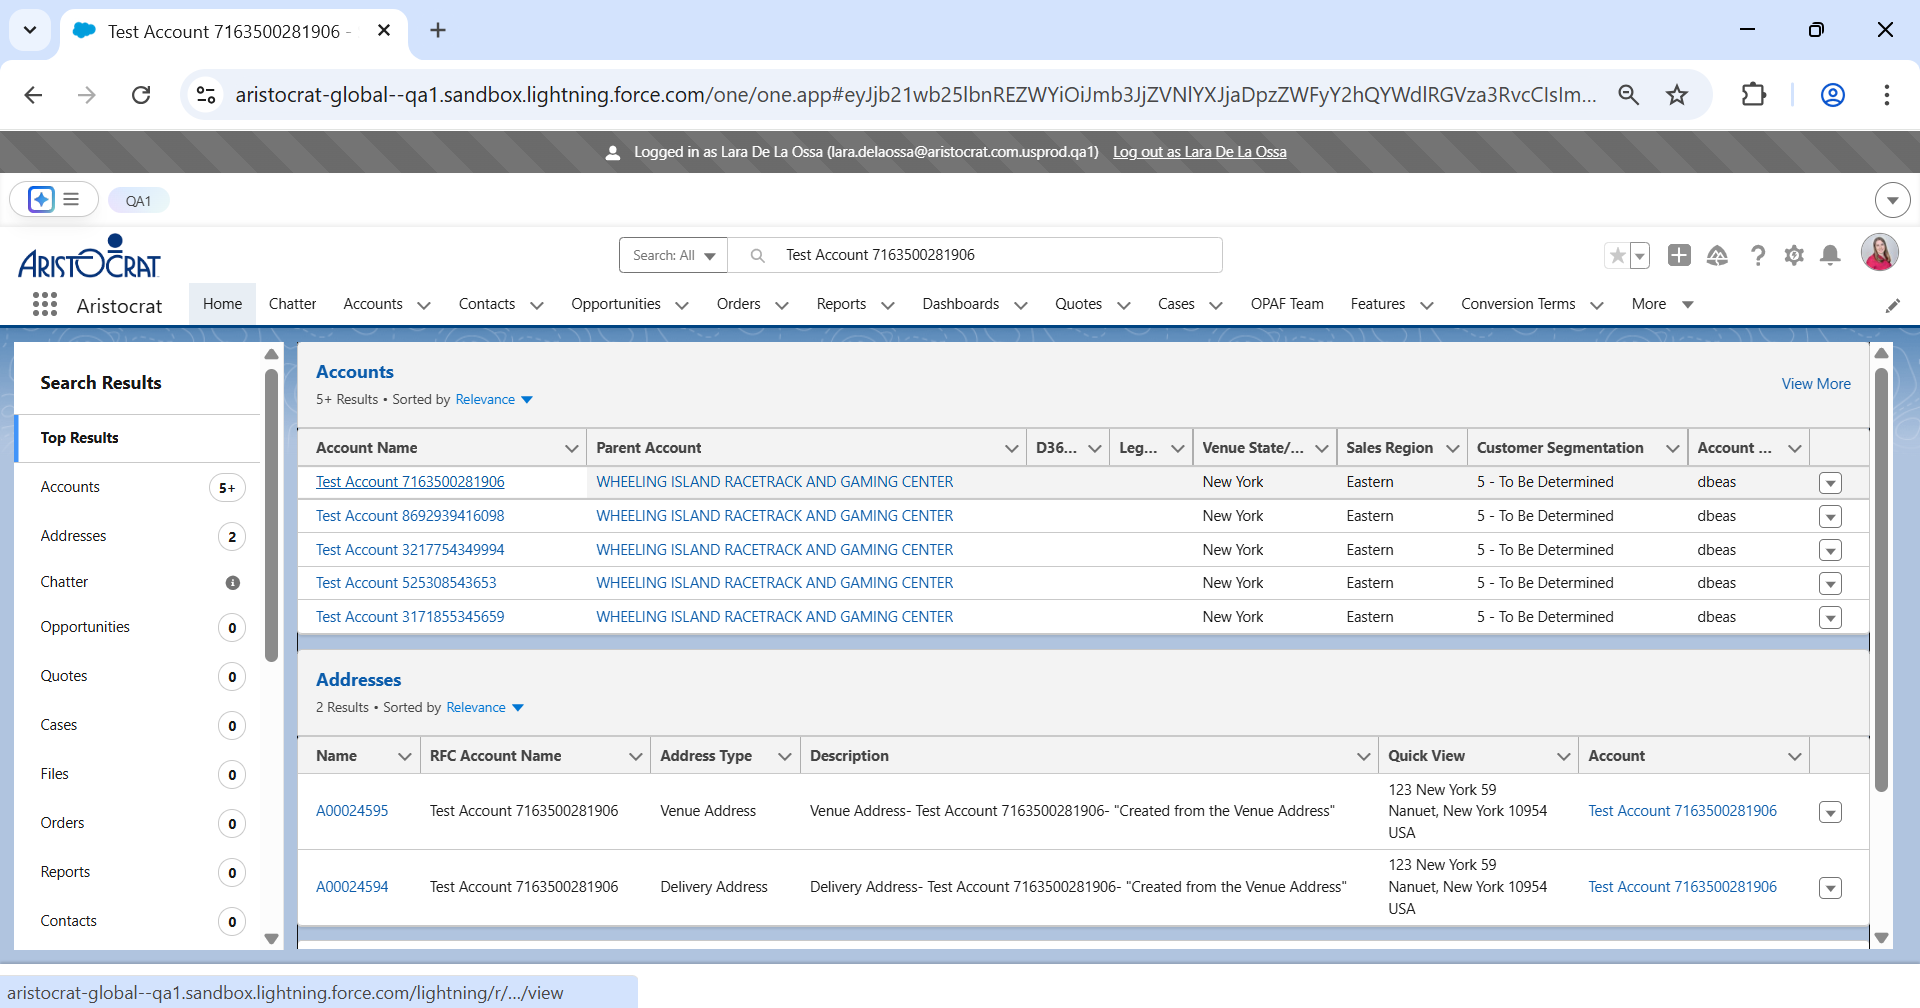 Test Account 7163500281906 -
aristocrat-global--qa1.sandbox.lightning.force.com/one/one.app#eyJjb21wb25lbnREZWYiOiJmb3JjZVNlYXJjaDpzZWFyY2hQYWdlRGVza3RvcCIsIm...
Logged in as Lara De La Ossa (lara.delaossa@aristocrat.com.usprod.qa1) Log out as Lara De La Ossa
QA1
ARISTOCRAT
Search: All
Test Account 7163500281906
Aristocrat
Home Chatter Accounts Contacts Opportunities Orders Reports Dashboards Quotes Cases OPAF Team Features Conversion Terms More
Search Results
Top Results
Accounts 5+
Addresses 2
Chatter
Opportunities 0
Quotes 0
Cases 0
Files 0
Orders 0
Reports 0
Contacts 0
Accounts
5+ Results • Sorted by Relevance
View More
Account Name Parent Account D36... Leg... Venue State/... Sales Region Customer Segmentation Account ...
Test Account 7163500281906 WHEELING ISLAND RACETRACK AND GAMING CENTER New York Eastern 5 - To Be Determined dbeas
Test Account 8692939416098 WHEELING ISLAND RACETRACK AND GAMING CENTER New York Eastern 5 - To Be Determined dbeas
Test Account 3217754349994 WHEELING ISLAND RACETRACK AND GAMING CENTER New York Eastern 5 - To Be Determined dbeas
Test Account 525308543653 WHEELING ISLAND RACETRACK AND GAMING CENTER New York Eastern 5 - To Be Determined dbeas
Test Account 3171855345659 WHEELING ISLAND RACETRACK AND GAMING CENTER New York Eastern 5 - To Be Determined dbeas
Addresses
2 Results • Sorted by Relevance
Name RFC Account Name Address Type Description Quick View Account
A00024595 Test Account 7163500281906 Venue Address Venue Address- Test Account 7163500281906- "Created from the Venue Address" 123 New York 59
Nanuet, New York 10954
USA Test Account 7163500281906
A00024594 Test Account 7163500281906 Delivery Address Delivery Address- Test Account 7163500281906- "Created from the Venue Address" 123 New York 59
Nanuet, New York 10954
USA Test Account 7163500281906
aristocrat-global--qa1.sandbox.lightning.force.com/lightning/r/.../view